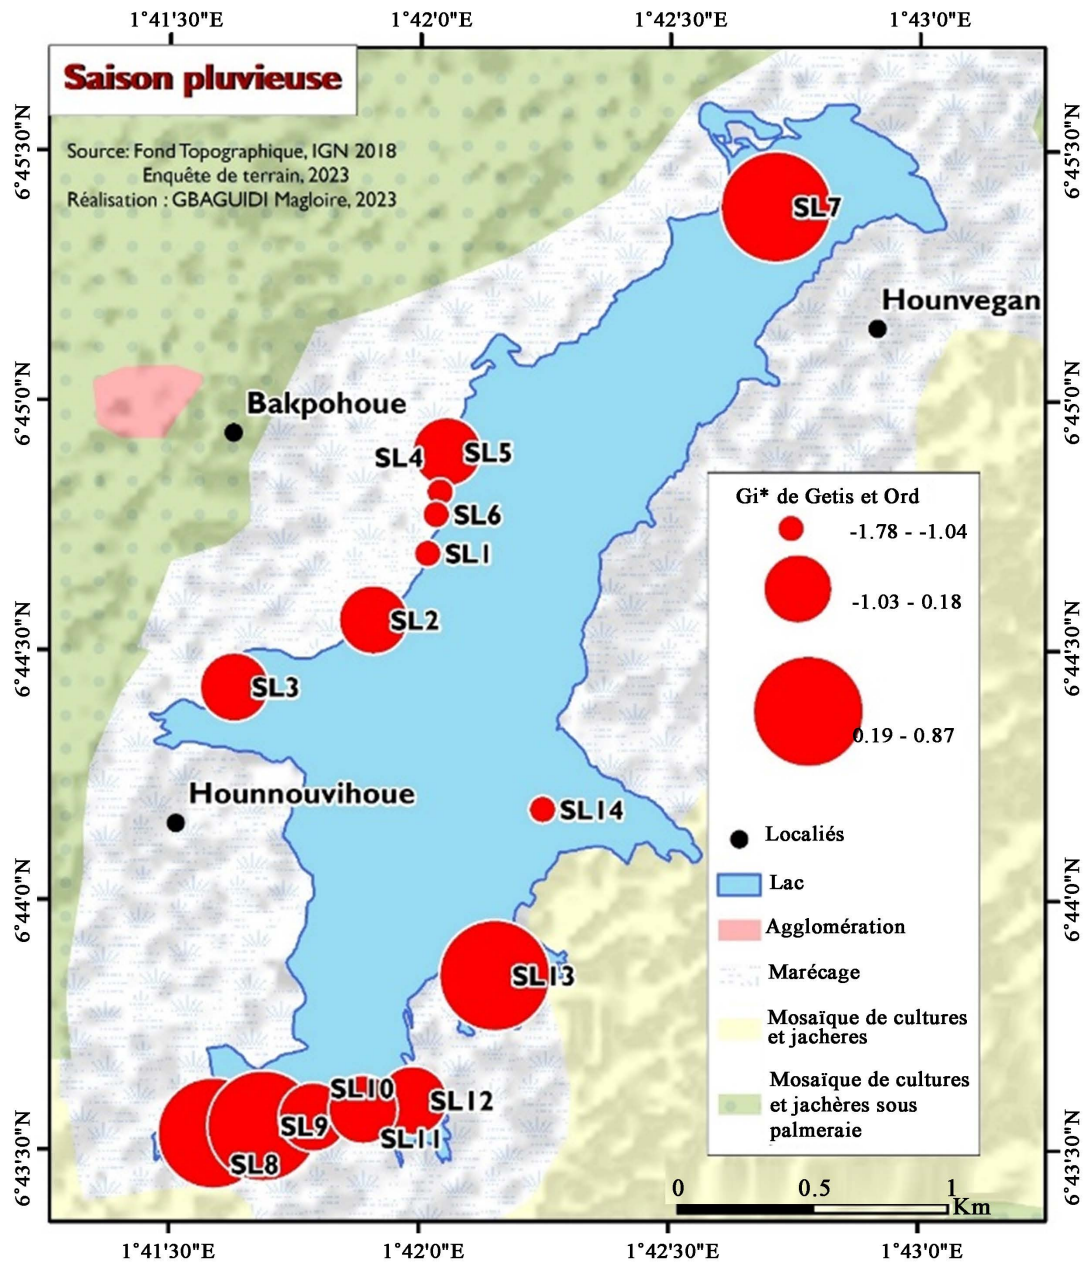 1°41'30"E
1°42'0"E
1°42'30"E
1°43'0"E
Saison pluvieuse
Source: Fond Topographique, IGN 2018
Enquête de terrain, 2023
Réalisation : GBAGUIDI Magloire, 2023
6°45'30"N
6°45'30"N
SL7
Hounvegan
6°45'0"N
6°45'0"N
Bakpohoue
SL4
SL5
SL6
SL1
SL2
SL3
6°44'30"N
6°44'30"N
Hounnouvihoue
SL14
6°44'0"N
6°44'0"N
SL13
SL10
SL12
SL9
SL11
SL8
6°43'30"N
6°43'30"N
Gi* de Getis et Ord
-1.78 - -1.04
-1.03 - 0.18
0.19 - 0.87
Localiés
Lac
Agglomération
Marécage
Mosaïque de cultures
et jacheres
Mosaïque de cultures
et jachères sous
palmeraie
0
0.5
1
Km
1°41'30"E
1°42'0"E
1°42'30"E
1°43'0"E